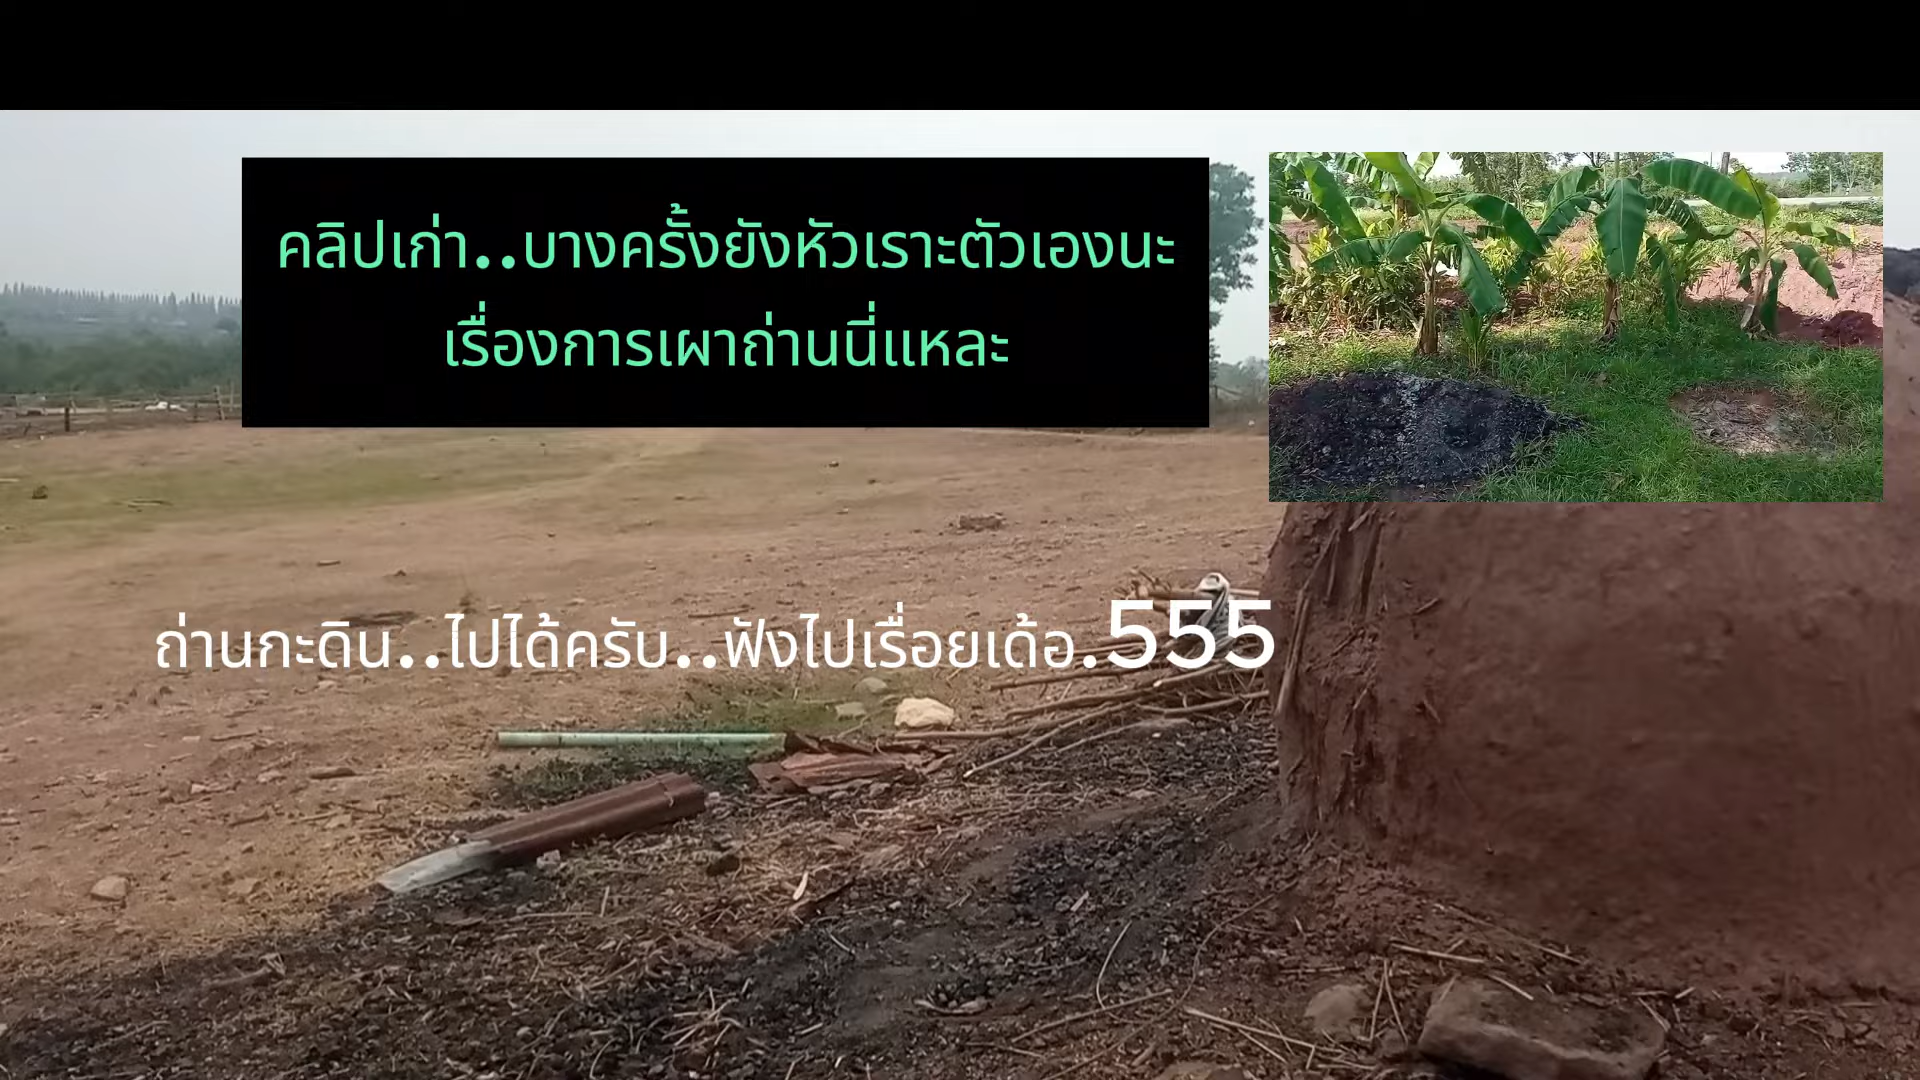 คลิปเก่า..บางครั้งยังหัวเราะตัวเองนะ
เรื่องการเผาถ่านนี่แหละ
ถ่านกะดิน..ไปได้ครับ..ฟังไปเรื่อยเด้อ.555